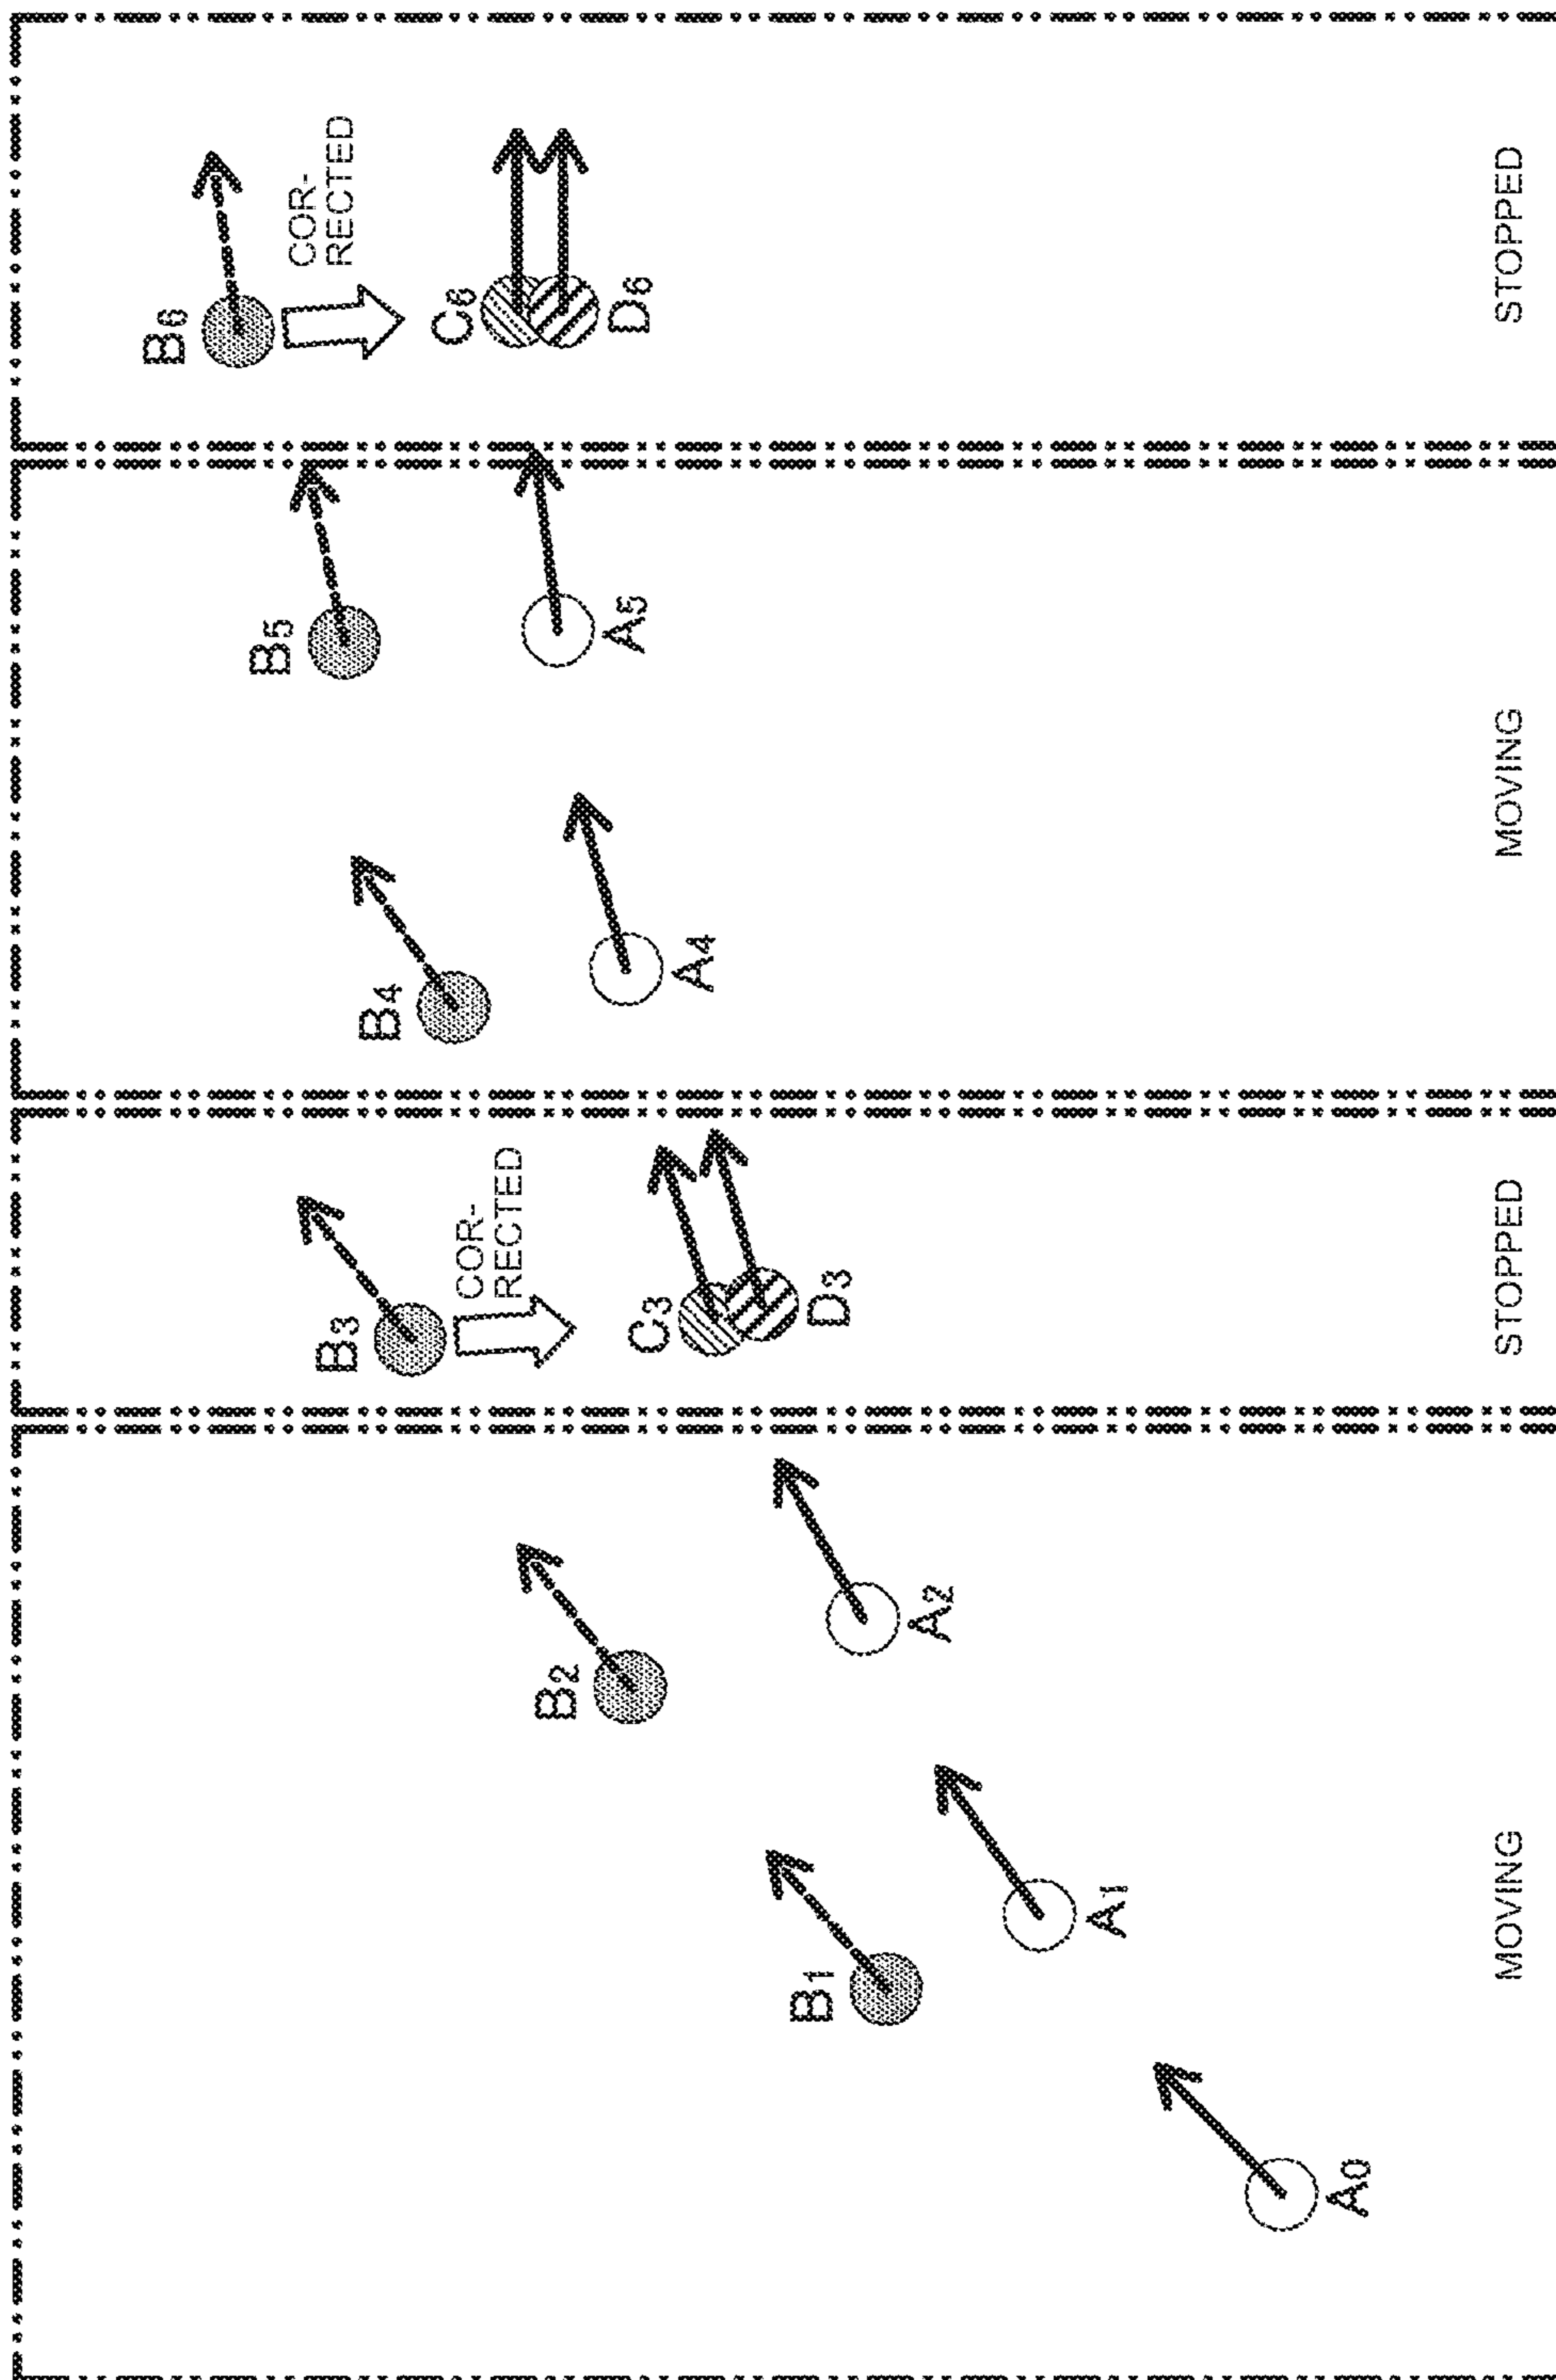 A0
B1
A1
B2
A2
MOVING
B3
COR-
RECTED
C3
D3
STOPPED
B4
A4
B5
A5
MOVING
B6
COR-
RECTED
C6
D6
STOPPED